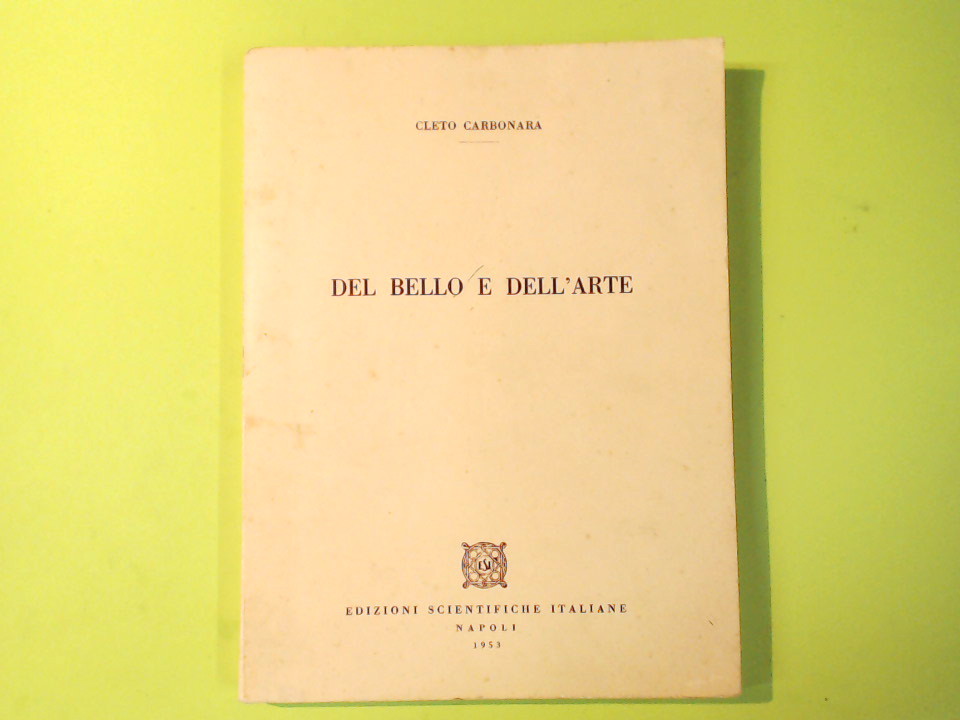 CLETO CARBONARA
DEL BELLO E DELL'ARTE
ESI
EDIZIONI SCIENTIFICHE ITALIANE
NAPOLI
1953